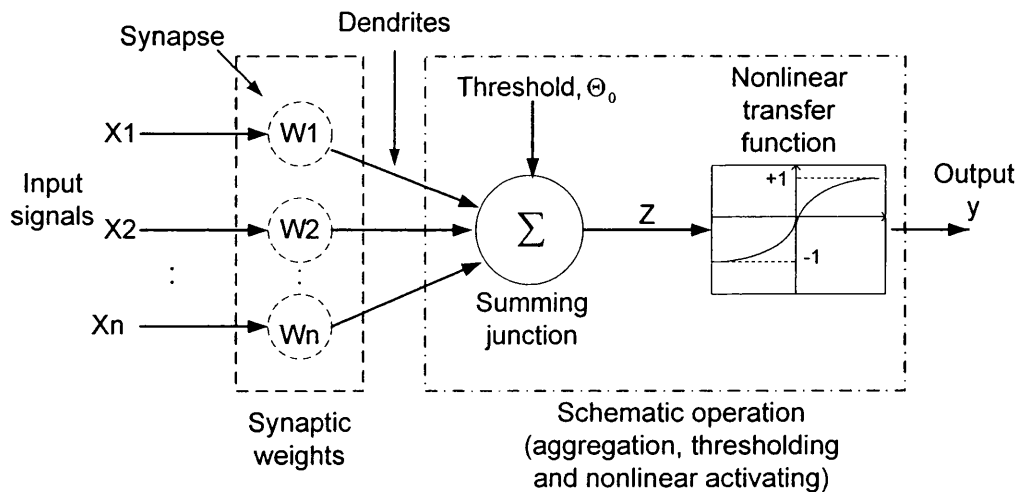 Dendrites
Synapse
Threshold, Θ₀
Nonlinear
transfer
function
X1
W1
+1
Input
signals
Output
y
X2
W2
Σ
Z
-1
:
.
.
Xn
Wn
Summing
junction
Synaptic
weights
Schematic operation
(aggregation, thresholding
and nonlinear activating)